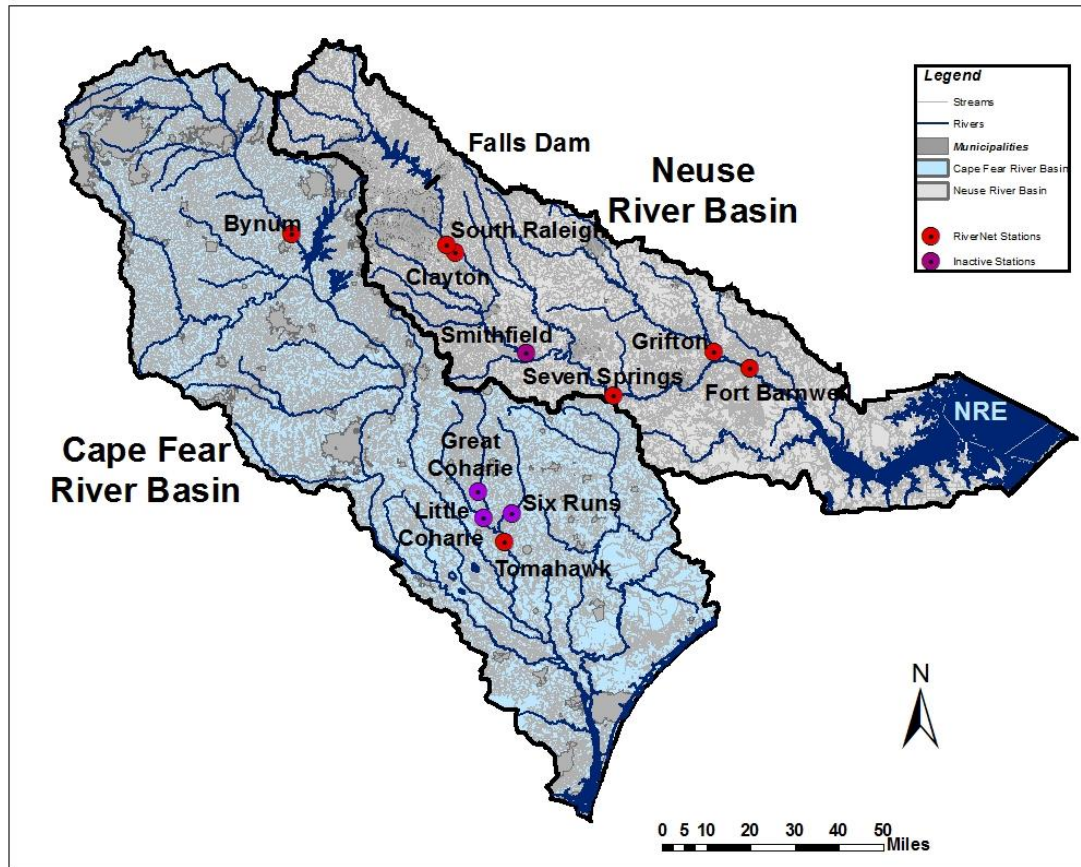 Legend
Streams
Rivers
Municipalities
Cape Fear River Basin
Neuse River Basin
RiverNet Stations
Inactive Stations
Falls Dam
Neuse
River Basin
Bynum
South Raleigh
Clayton
Smithfield
Grifton
Seven Springs
Fort Barnwel
NRE
Cape Fear
River Basin
Great
Coharie
Little
Coharie
Six Runs
Tomahawk
N
0 5 10 20 30 40 50
Miles